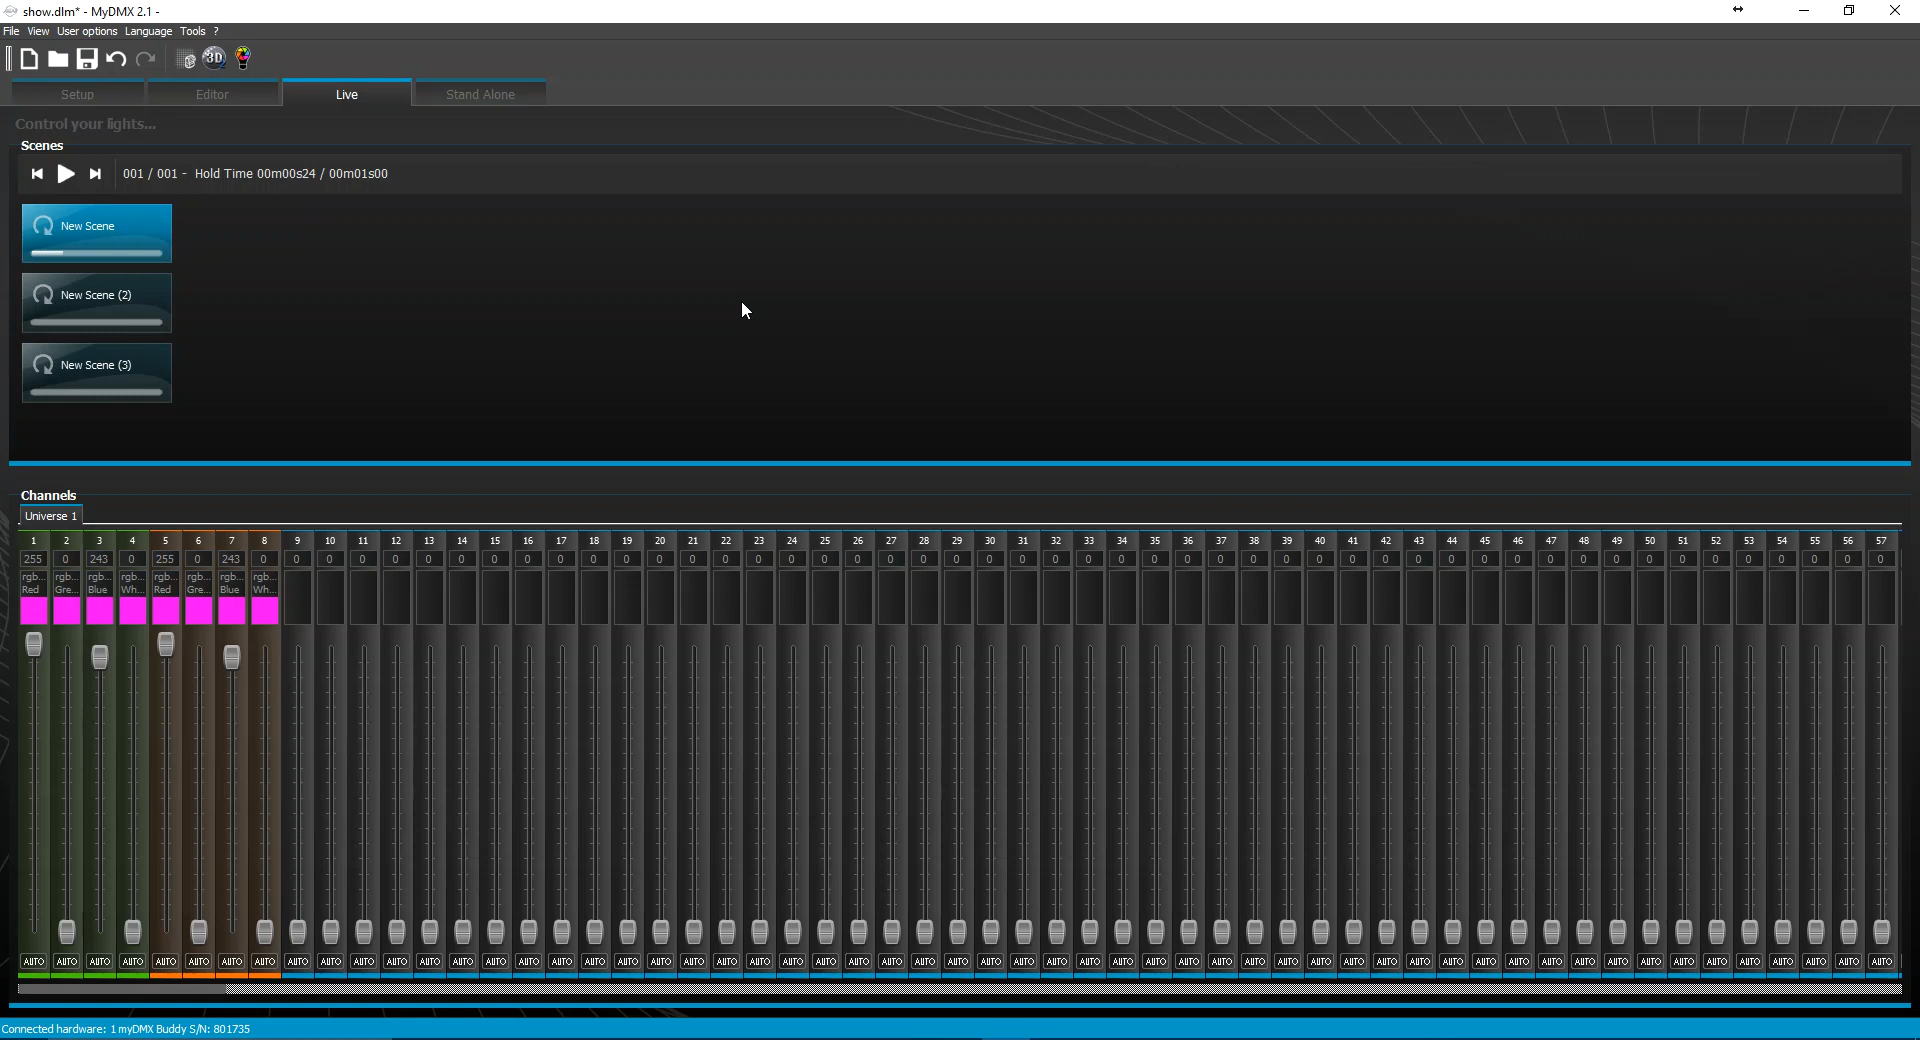 show.dlm* - MyDMX 2.1 -
File View User options Language Tools ?
3D
Setup Editor Live Stand Alone
Control your lights...
Scenes
001 / 001 - Hold Time 00m00s24 / 00m01s00
New Scene
New Scene (2)
New Scene (3)
Channels
Universe 1
1 2 3 4 5 6 7 8 9 10 11 12 13 14 15 16 17 18 19 20 21 22 23 24 25 26 27 28 29 30 31 32 33 34 35 36 37 38 39 40 41 42 43 44 45 46 47 48 49 50 51 52 53 54 55 56 57
255 0 243 0 255 0 243 0 0 0 0 0 0 0 0 0 0 0 0 0 0 0 0 0 0 0 0 0 0 0 0 0 0 0 0 0 0 0 0 0 0 0 0 0 0 0 0 0 0 0 0 0 0 0 0 0 0
rgb... rgb... rgb... rgb... rgb... rgb... rgb... rgb...
Red Gre... Blue Wh... Red Gre... Blue Wh...
AUTO AUTO AUTO AUTO AUTO AUTO AUTO AUTO AUTO AUTO AUTO AUTO AUTO AUTO AUTO AUTO AUTO AUTO AUTO AUTO AUTO AUTO AUTO AUTO AUTO AUTO AUTO AUTO AUTO AUTO AUTO AUTO AUTO AUTO AUTO AUTO AUTO AUTO AUTO AUTO AUTO AUTO AUTO AUTO AUTO AUTO AUTO AUTO AUTO AUTO AUTO AUTO AUTO AUTO AUTO AUTO AUTO
Connected hardware: 1 myDMX Buddy S/N: 801735